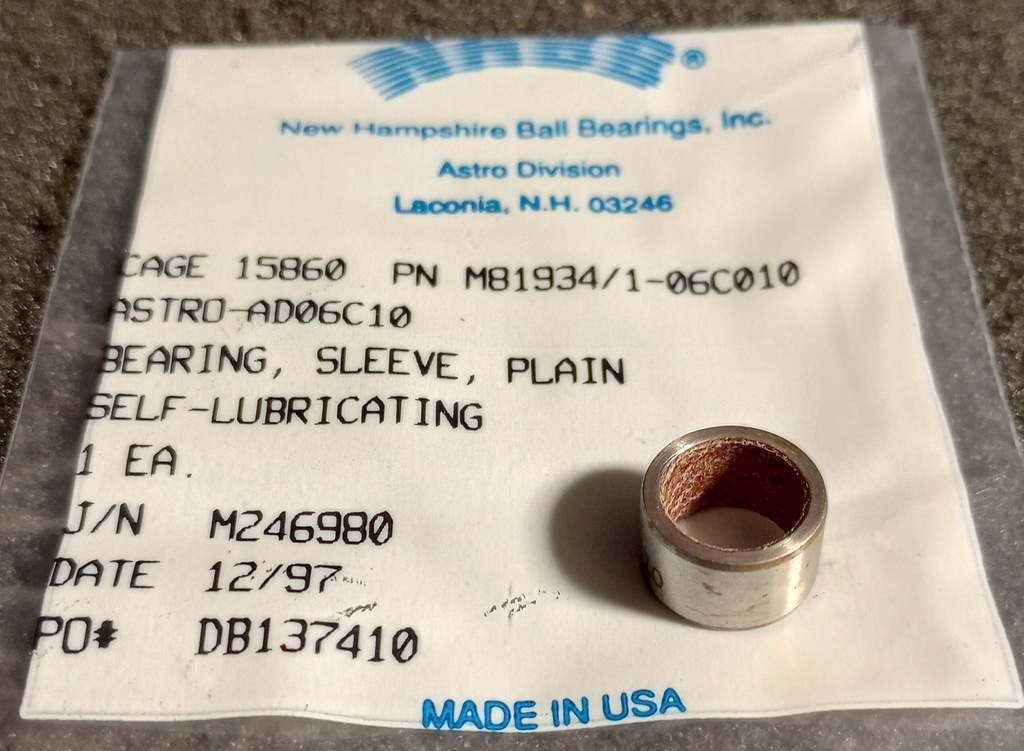 NHBB®
New Hampshire Ball Bearings, Inc.
Astro Division
Laconia, N.H. 03246
CAGE 15860 PN M81934/1-06C010
ASTRO-AD06C10
BEARING, SLEEVE, PLAIN
SELF-LUBRICATING
1 EA.
J/N M246980
DATE 12/97
PO# DB137410
MADE IN USA